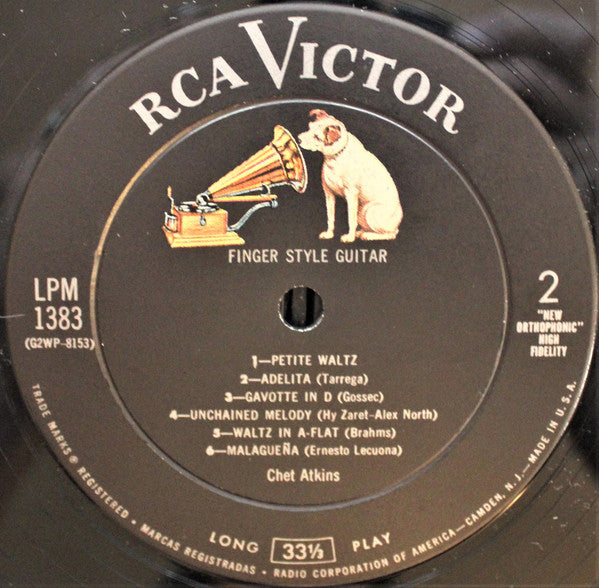 RCA VICTOR
FINGER STYLE GUITAR
LPM
1383
(G2WP-8153)
2
"NEW
ORTHOPHONIC"
HIGH
FIDELITY
1—PETITE WALTZ
2—ADELITA (Tarrega)
3—GAVOTTE IN D (Gossec)
4—UNCHAINED MELODY (Hy Zaret-Alex North)
5—WALTZ IN A-FLAT (Brahms)
6—MALAGUEÑA (Ernesto Lecuona)
Chet Atkins
LONG 33⅓ PLAY
TRADE MARKS ® REGISTERED • MARCAS REGISTRADAS • RADIO CORPORATION OF AMERICA—CAMDEN, N. J.—MADE IN U.S.A.